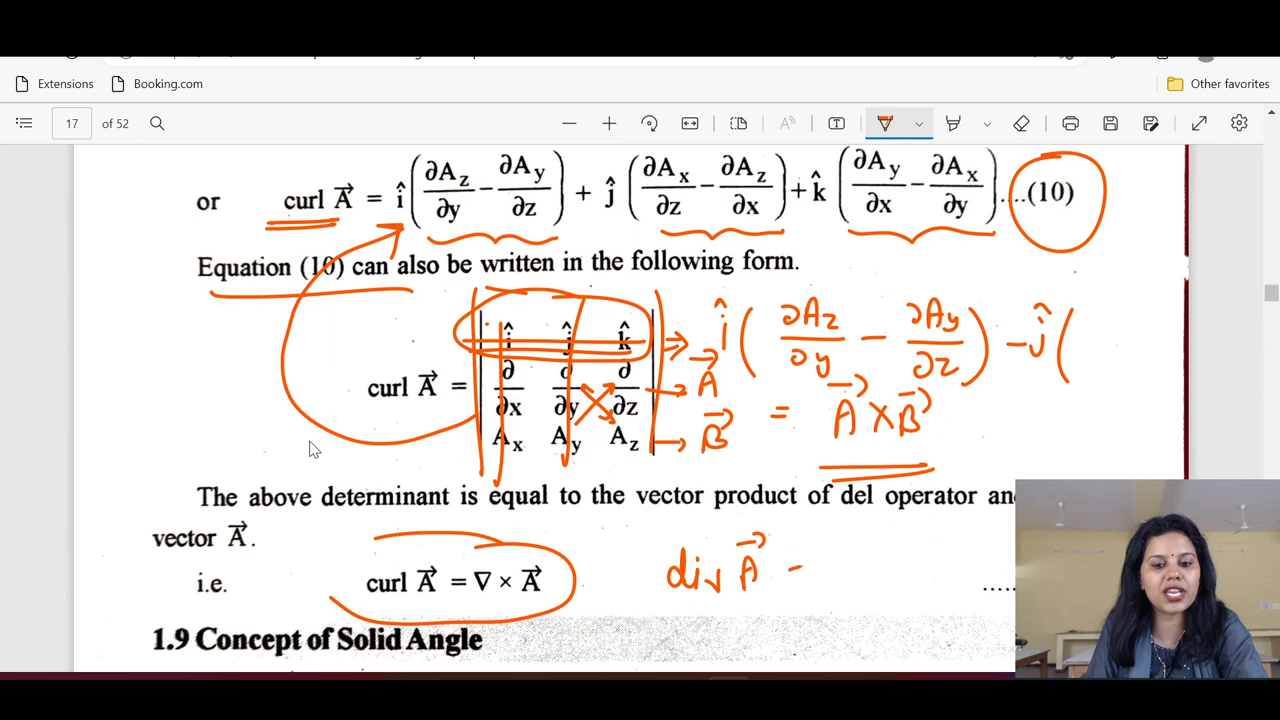 Extensions Booking.com Other favorites
17 of 52
or curl A⃗ = î (∂A_z/∂y − ∂A_y/∂z) + ĵ (∂A_x/∂z − ∂A_z/∂x) + k̂ (∂A_y/∂x − ∂A_x/∂y) ....(10)
Equation (10) can also be written in the following form.
curl A⃗ = | î ĵ k̂ | → î (∂A_z/∂y − ∂A_y/∂z) − ĵ (
| ∂/∂x ∂/∂y ∂/∂z | → A⃗
| A_x A_y A_z | → B⃗ = A⃗ × B⃗
The above determinant is equal to the vector product of del operator an
vector A⃗.
i.e. curl A⃗ = ∇ × A⃗ div A⃗ - .....
1.9 Concept of Solid Angle